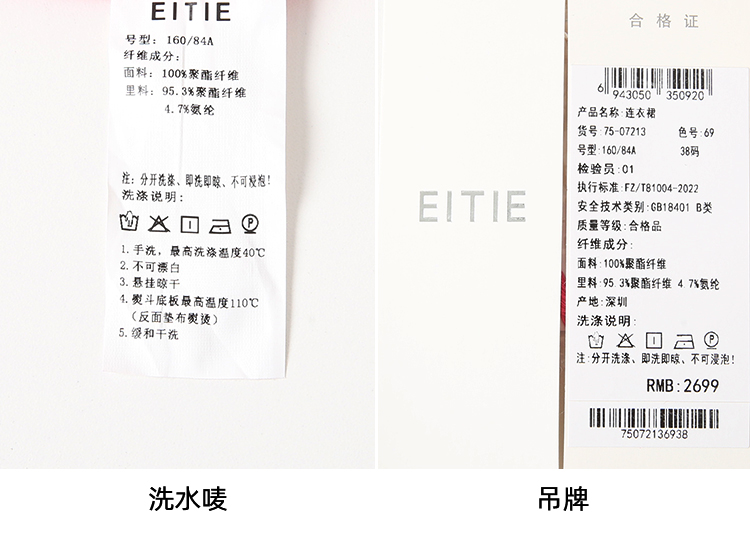 EITIE
号型: 160/84A
纤维成分:
面料: 100%聚酯纤维
里料: 95.3%聚酯纤维
4.7%氨纶
注: 分开洗涤、即洗即晾、不可浸泡!
洗涤说明:
1.手洗, 最高洗涤温度40℃
2.不可漂白
3.悬挂晾干
4.熨斗底板最高温度110℃
(反面垫布熨烫)
5.缓和干洗
EITIE
合格证
6 943050 350920
产品名称:连衣裙
货号:75-07213 色号:69
号型:160/84A 38码
检验员:01
执行标准:FZ/T81004-2022
安全技术类别:GB18401 B类
质量等级:合格品
纤维成分:
面料:100%聚酯纤维
里料:95 3%聚酯纤维 4.7%氨纶
产地:深圳
洗涤说明:
注:分开洗涤、即洗即晾、不可浸泡!
RMB:2699
75072136938
洗水唛
吊牌